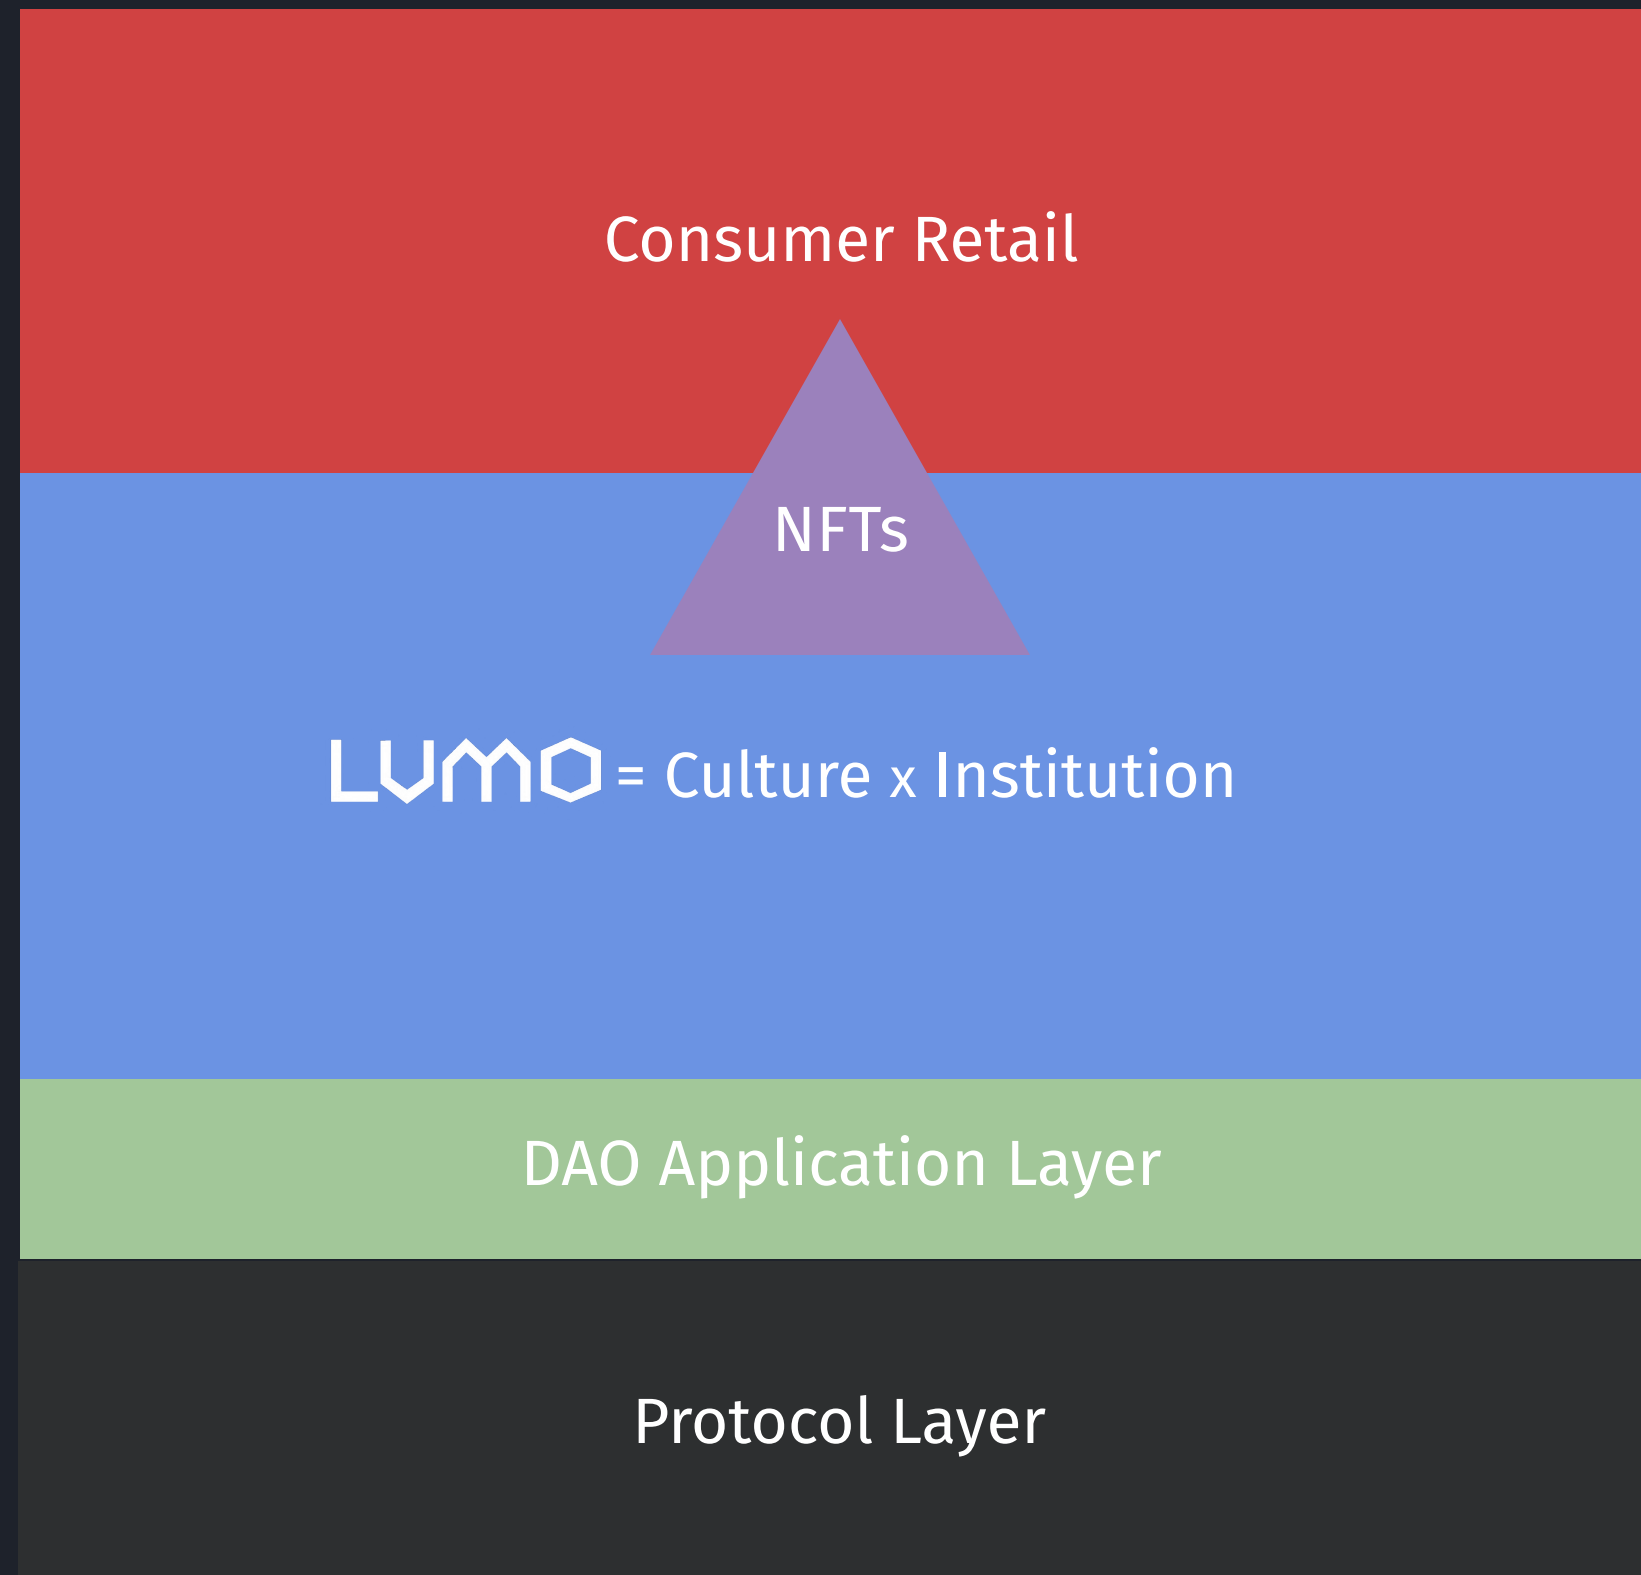 Consumer Retail
NFTs
LUMO = Culture x Institution
DAO Application Layer
Protocol Layer